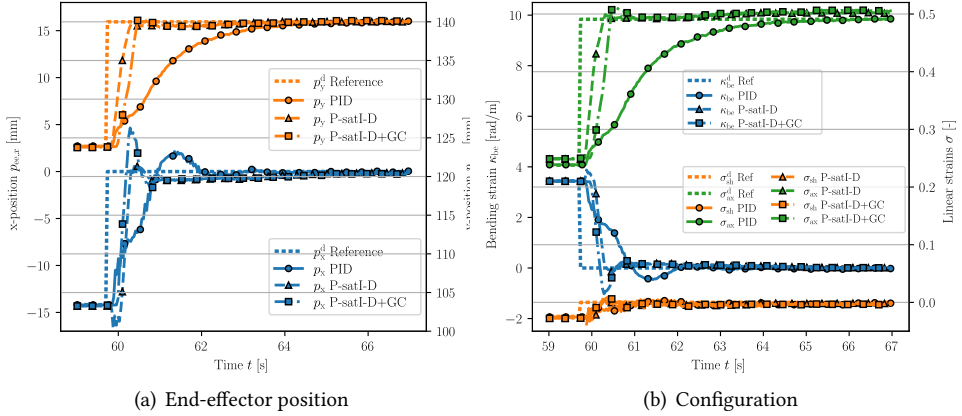 15
10
5
0
−5
−10
−15
x-position p_ee,x [mm]
140
135
130
125
120
115
110
105
100
[mm]
60
62
64
66
Time t [s]
p_y^d Reference
p_y PID
p_y P-satI-D
p_y P-satI-D+GC
p_x^d Reference
p_x PID
p_x P-satI-D
p_x P-satI-D+GC
(a) End-effector position
10
8
6
4
2
0
−2
Bending strain κ_be [rad/m]
0.5
0.4
0.3
0.2
0.1
0.0
Linear strains σ [-]
59
60
61
62
63
64
65
66
67
Time t [s]
κ_be^d Ref
κ_be PID
κ_be P-satI-D
κ_be P-satI-D+GC
σ_sh^d Ref
σ_ax^d Ref
σ_sh PID
σ_ax PID
σ_sh P-satI-D
σ_ax P-satI-D
σ_sh P-satI-D+GC
σ_ax P-satI-D+GC
(b) Configuration